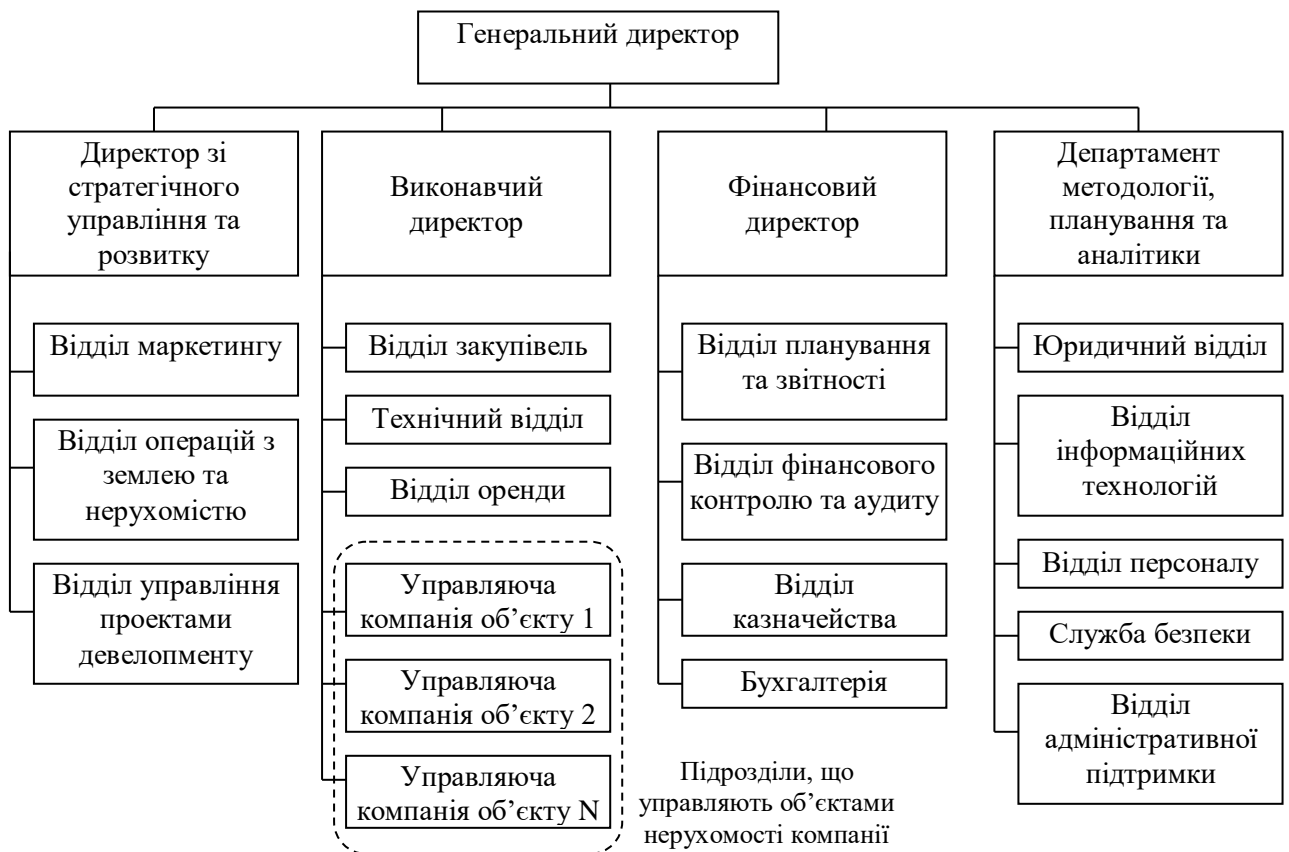 Генеральний директор
Директор зі
стратегічного
управління та
розвитку
Виконавчий
директор
Фінансовий
директор
Департамент
методології,
планування та
аналітики
Відділ маркетингу
Відділ операцій з
землею та
нерухомістю
Відділ управління
проектами
девелопменту
Відділ закупівель
Технічний відділ
Відділ оренди
Управляюча
компанія об’єкту 1
Управляюча
компанія об’єкту 2
Управляюча
компанія об’єкту N
Відділ планування
та звітності
Відділ фінансового
контролю та аудиту
Відділ
казначейства
Бухгалтерія
Підрозділи, що
управляють об’єктами
нерухомості компанії
Юридичний відділ
Відділ
інформаційних
технологій
Відділ персоналу
Служба безпеки
Відділ
адміністративної
підтримки